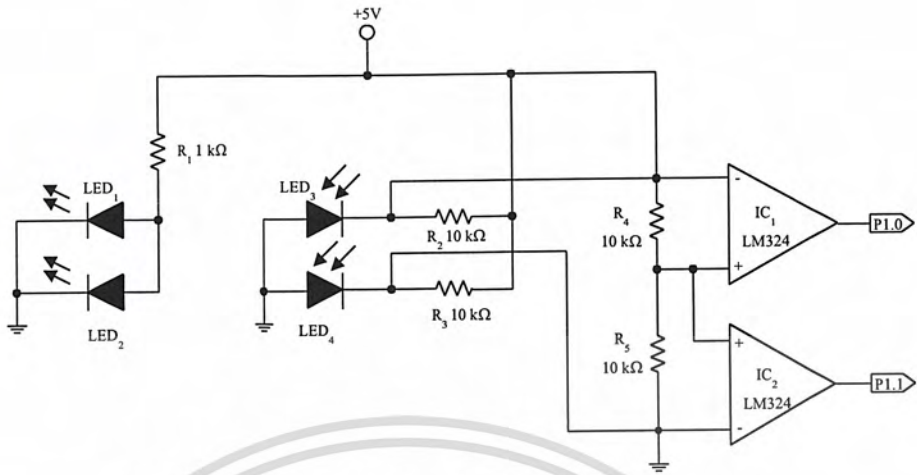 +5V
R1 1 kΩ
LED1
LED2
LED3
R2 10 kΩ
LED4
R3 10 kΩ
R4
10 kΩ
R5
10 kΩ
-
IC1
LM324
+
P1.0
+
IC2
LM324
-
P1.1